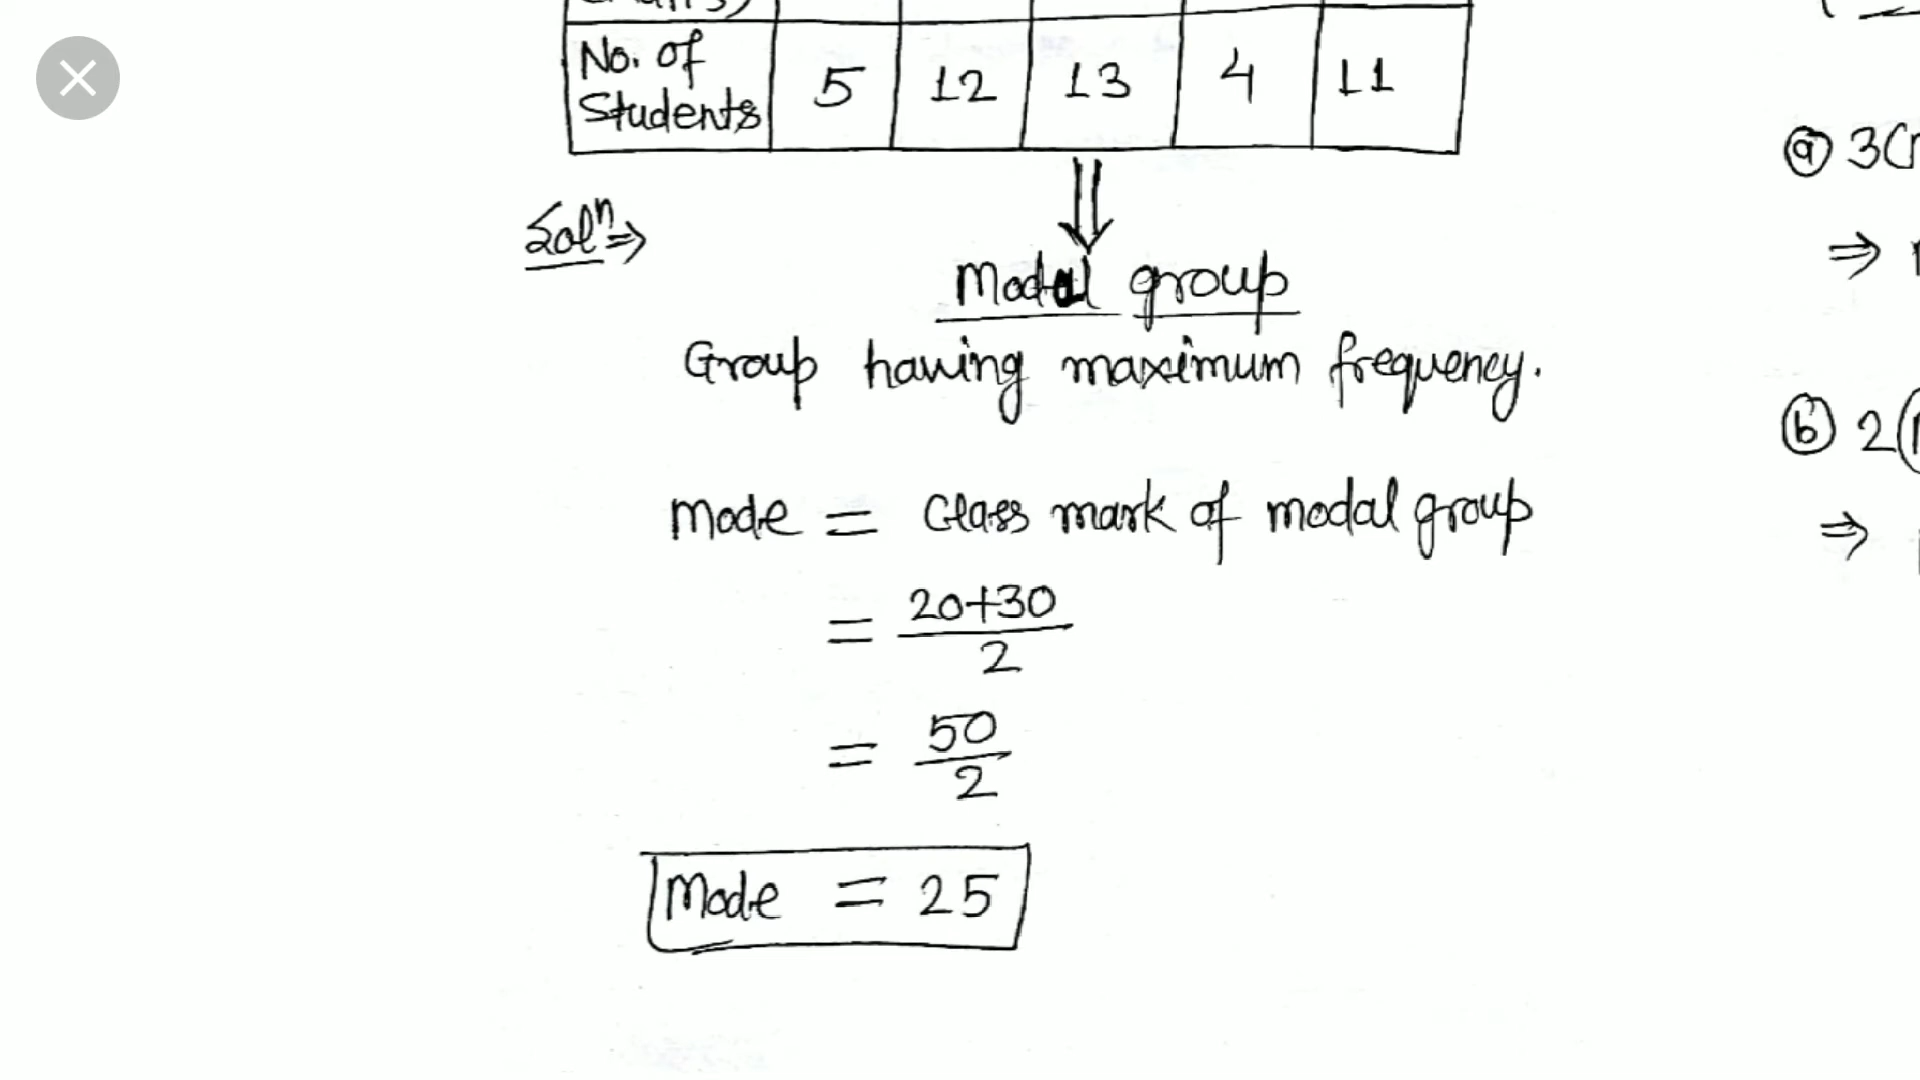 No. of
Students 5 12 13 4 11
Solⁿ ⇒
Modal group
Group having maximum frequency.
Mode = Class mark of modal group
= 20+30
2
= 50
2
Mode = 25
ⓐ 3(
⇒
ⓑ 2(
⇒